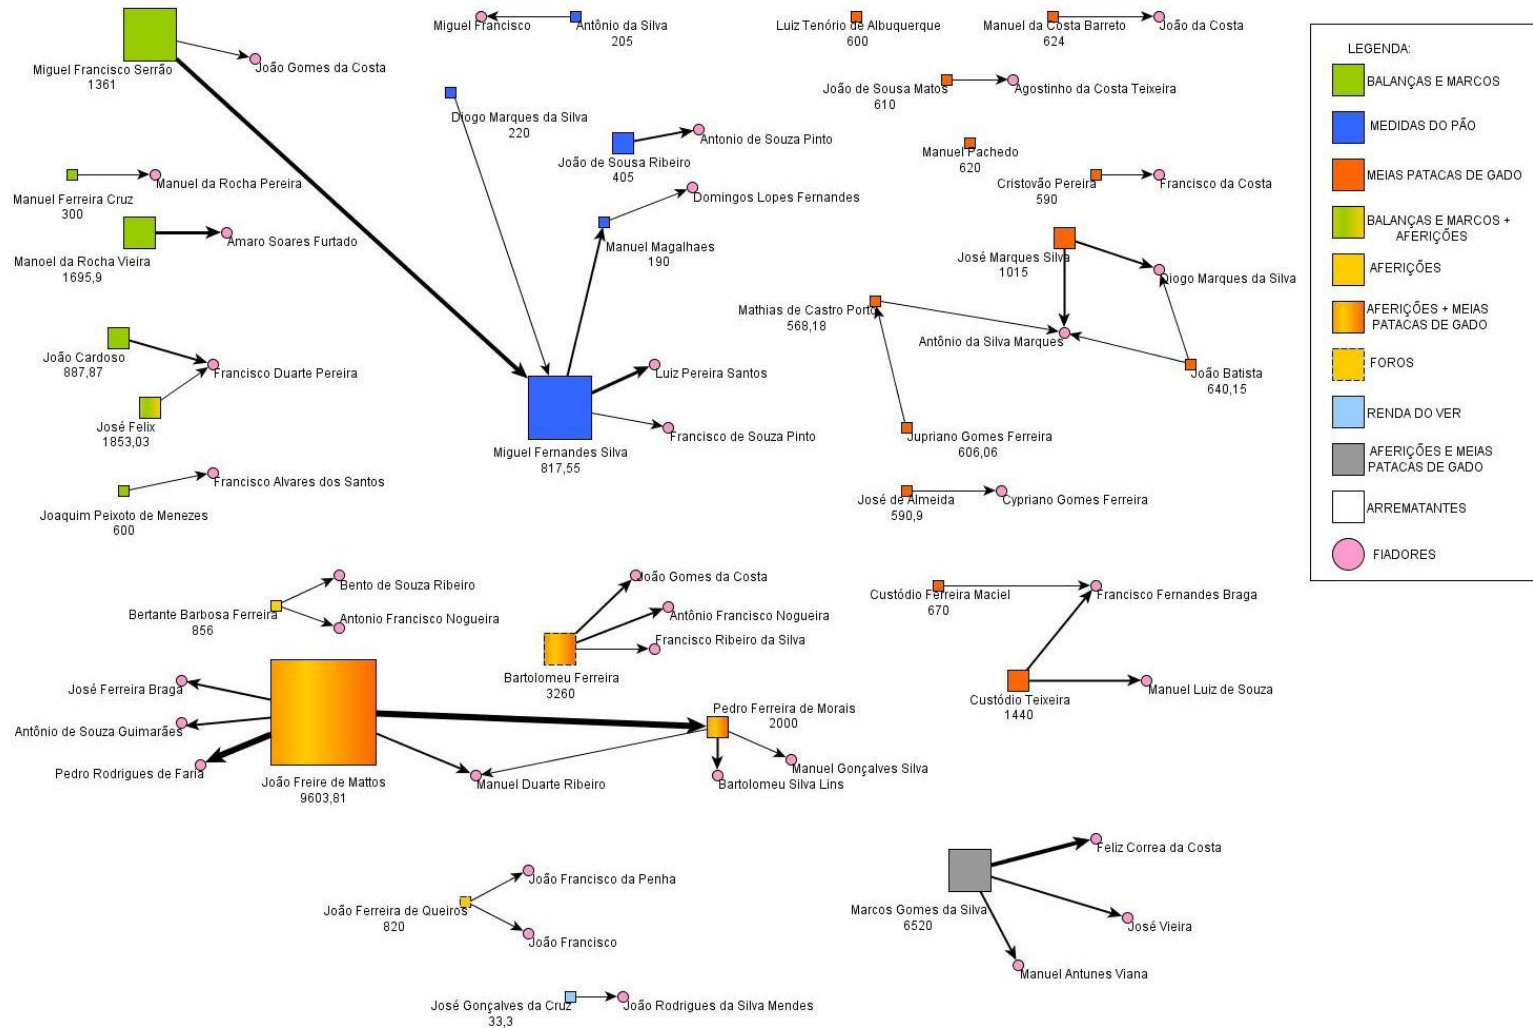 Miguel Francisco Serrão
1361
João Gomes da Costa
Miguel Francisco
Antônio da Silva
205
Luiz Tenório de Albuquerque
600
Manuel da Costa Barreto
624
João da Costa
João de Sousa Matos
610
Agostinho da Costa Teixeira
Diogo Marques da Silva
220
João de Sousa Ribeiro
405
Antonio de Souza Pinto
Manuel Pachedo
620
Manuel Ferreira Cruz
300
Manuel da Rocha Pereira
Domingos Lopes Fernandes
Cristovão Pereira
590
Francisco da Costa
Manoel da Rocha Vieira
1695,9
Amaro Soares Furtado
Manuel Magalhaes
190
José Marques Silva
1015
Diogo Marques da Silva
Mathias de Castro Porto
568,18
Antônio da Silva Marques
João Cardoso
887,87
Francisco Duarte Pereira
Luiz Pereira Santos
João Batista
640,15
José Felix
1853,03
Miguel Fernandes Silva
817,55
Francisco de Souza Pinto
Jupriano Gomes Ferreira
606,06
Francisco Alvares dos Santos
Joaquim Peixoto de Menezes
600
José de Almeida
590,9
Cypriano Gomes Ferreira
Bento de Souza Ribeiro
Bertante Barbosa Ferreira
856
Antonio Francisco Nogueira
João Gomes da Costa
Antônio Francisco Nogueira
Francisco Ribeiro da Silva
Bartolomeu Ferreira
3260
Custódio Ferreira Maciel
670
Francisco Fernandes Braga
Custódio Teixeira
1440
Manuel Luiz de Souza
José Ferreira Braga
Antônio de Souza Guimarães
Pedro Rodrigues de Faria
João Freire de Mattos
9603,81
Manuel Duarte Ribeiro
Pedro Ferreira de Morais
2000
Manuel Gonçalves Silva
Bartolomeu Silva Lins
João Francisco da Penha
João Ferreira de Queiros
820
João Francisco
Feliz Correa da Costa
Marcos Gomes da Silva
6520
José Vieira
Manuel Antunes Viana
José Gonçalves da Cruz
33,3
João Rodrigues da Silva Mendes
LEGENDA:
BALANÇAS E MARCOS
MEDIDAS DO PÃO
MEIAS PATACAS DE GADO
BALANÇAS E MARCOS +
AFERIÇÕES
AFERIÇÕES
AFERIÇÕES + MEIAS
PATACAS DE GADO
FOROS
RENDA DO VER
AFERIÇÕES E MEIAS
PATACAS DE GADO
ARREMATANTES
FIADORES